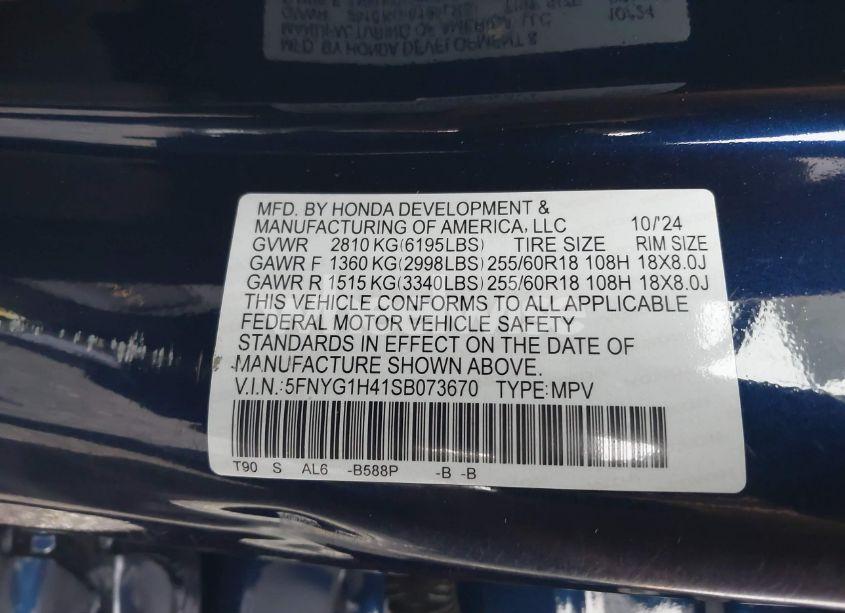 MFD. BY HONDA DEVELOPMENT &
MANUFACTURING OF AMERICA, LLC 10/'24
GVWR 2810 KG(6195LBS) TIRE SIZE RIM SIZE
GAWR F 1360 KG(2998LBS) 255/60R18 108H 18X8.0J
GAWR R 1515 KG(3340LBS) 255/60R18 108H 18X8.0J
THIS VEHICLE CONFORMS TO ALL APPLICABLE
FEDERAL MOTOR VEHICLE SAFETY
STANDARDS IN EFFECT ON THE DATE OF
MANUFACTURE SHOWN ABOVE.
V.I.N.:5FNYG1H41SB073670 TYPE:MPV
T90 S AL6 -B588P -B -B